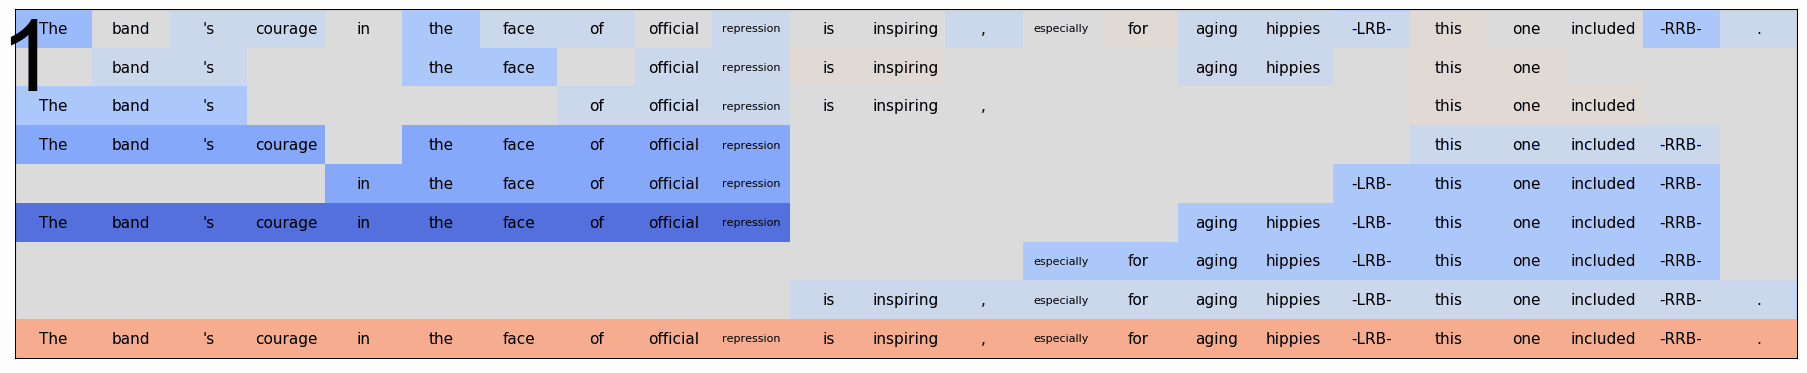 1
The band 's courage in the face of official repression is inspiring , especially for aging hippies -LRB- this one included -RRB- .
band 's the face official repression is inspiring aging hippies this one
The band 's of official repression is inspiring , this one included
The band 's courage the face of official repression this one included -RRB-
in the face of official repression -LRB- this one included -RRB-
The band 's courage in the face of official repression aging hippies -LRB- this one included -RRB-
especially for aging hippies -LRB- this one included -RRB-
is inspiring , especially for aging hippies -LRB- this one included -RRB- .
The band 's courage in the face of official repression is inspiring , especially for aging hippies -LRB- this one included -RRB- .